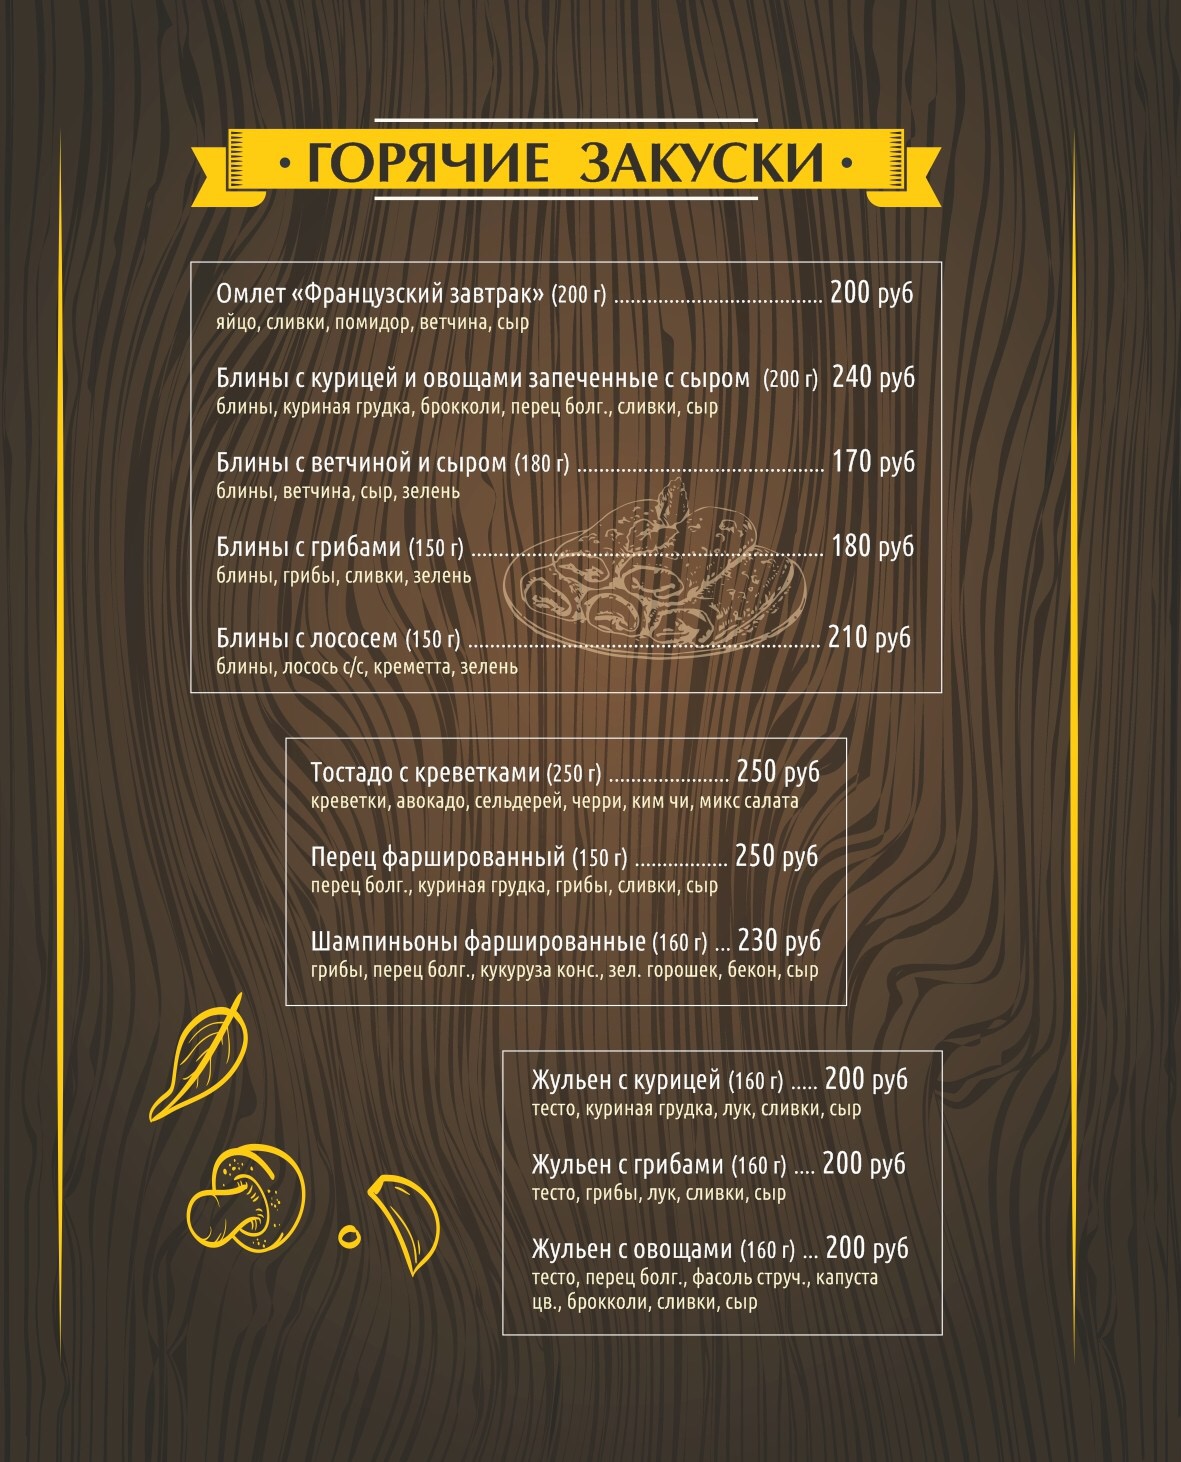 • ГОРЯЧИЕ ЗАКУСКИ •
Омлет «Французский завтрак» (200 г) ..................................... 200 руб
яйцо, сливки, помидор, ветчина, сыр
Блины с курицей и овощами запеченные с сыром (200 г) 240 руб
блины, куриная грудка, брокколи, перец болг., сливки, сыр
Блины с ветчиной и сыром (180 г) ............................................ 170 руб
блины, ветчина, сыр, зелень
Блины с грибами (150 г) ............................................................... 180 руб
блины, грибы, сливки, зелень
Блины с лососем (150 г) ............................................................... 210 руб
блины, лосось с/с, креметта, зелень
Тостадо с креветками (250 г) ..................... 250 руб
креветки, авокадо, сельдерей, черри, ким чи, микс салата
Перец фаршированный (150 г) ................. 250 руб
перец болг., куриная грудка, грибы, сливки, сыр
Шампиньоны фаршированные (160 г) ... 230 руб
грибы, перец болг., кукуруза конс., зел. горошек, бекон, сыр
Жульен с курицей (160 г) ..... 200 руб
тесто, куриная грудка, лук, сливки, сыр
Жульен с грибами (160 г) .... 200 руб
тесто, грибы, лук, сливки, сыр
Жульен с овощами (160 г) ... 200 руб
тесто, перец болг., фасоль струч., капуста
цв., брокколи, сливки, сыр